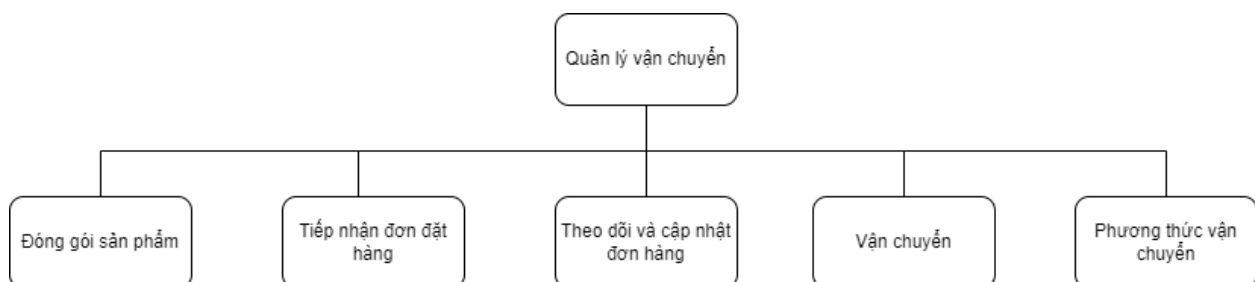 Quản lý vận chuyển
Đóng gói sản phẩm
Tiếp nhận đơn đặt
hàng
Theo dõi và cập nhật
đơn hàng
Vận chuyển
Phương thức vận
chuyển